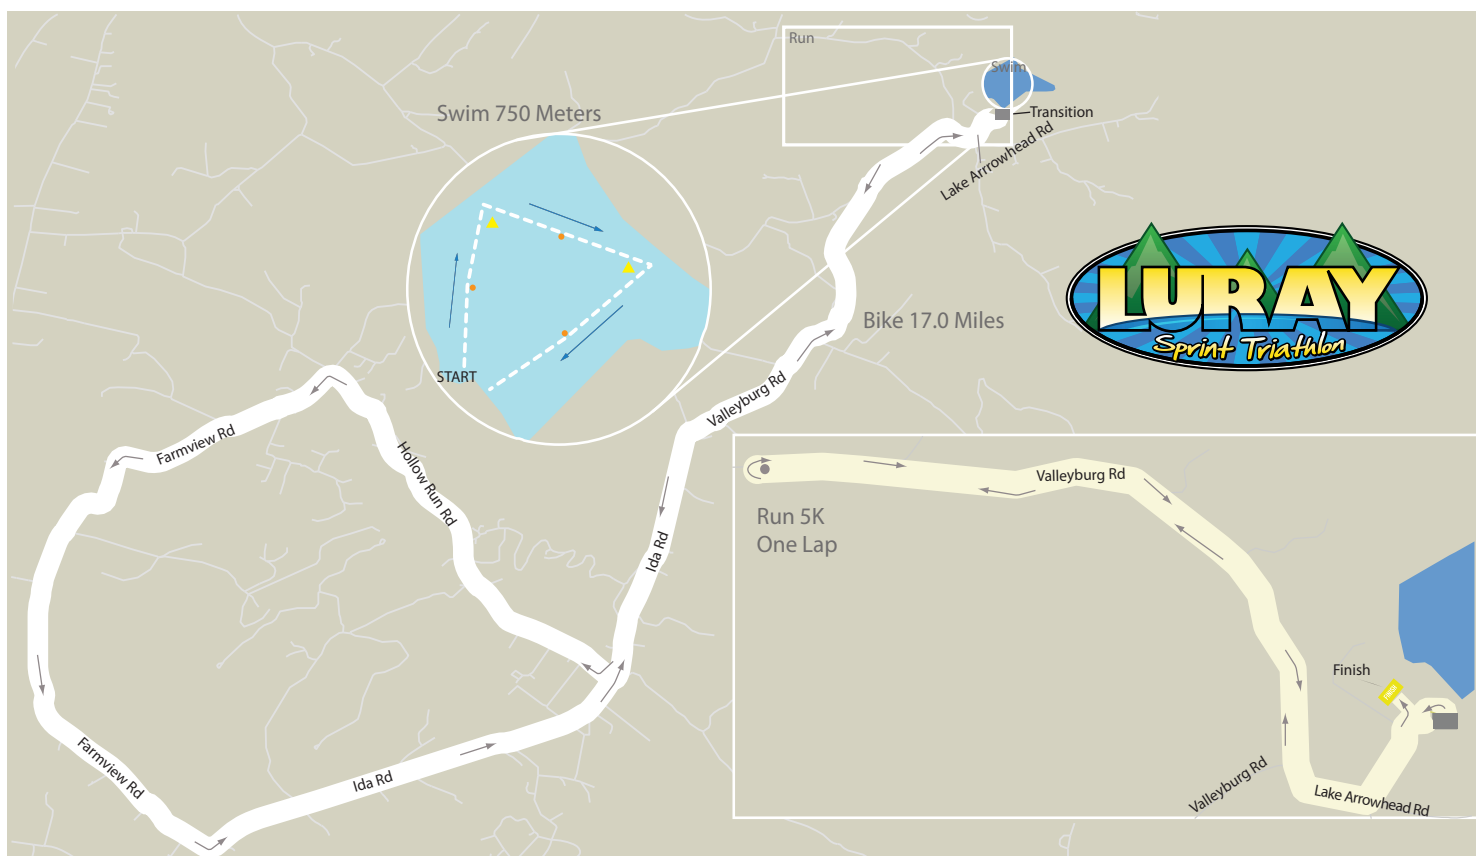 Run
Swim
Transition
Lake Arrrowhead Rd
Swim 750 Meters
START
Bike 17.0 Miles
LURAY
Sprint Triathlon
Valleyburg Rd
Farmview Rd
Hollow Run Rd
Ida Rd
Farmview Rd
Ida Rd
Valleyburg Rd
Run 5K
One Lap
Finish
Valleyburg Rd
Lake Arrowhead Rd